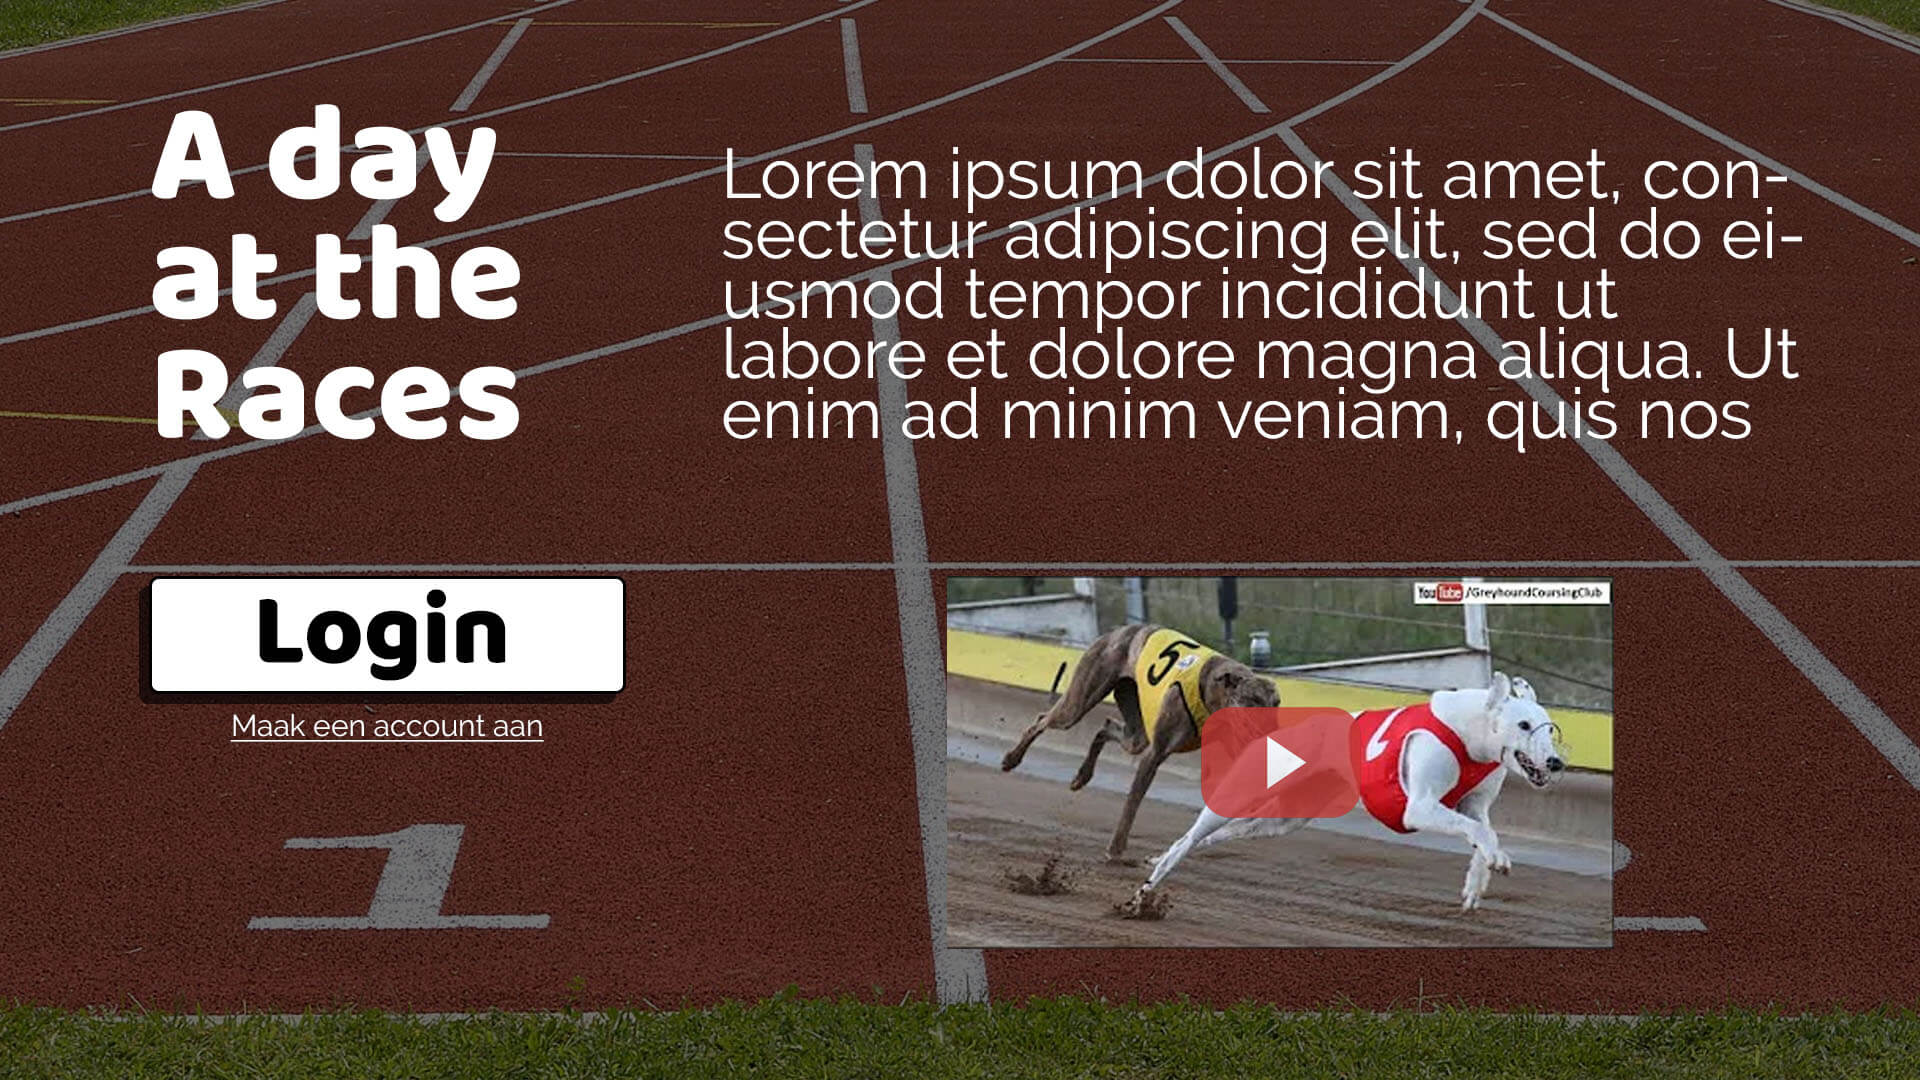 A day
at the
Races
Lorem ipsum dolor sit amet, con-
sectetur adipiscing elit, sed do ei-
usmod tempor incididunt ut
labore et dolore magna aliqua. Ut
enim ad minim veniam, quis nos
Login
Maak een account aan
You Tube /GreyhoundCoursingClub
5
1